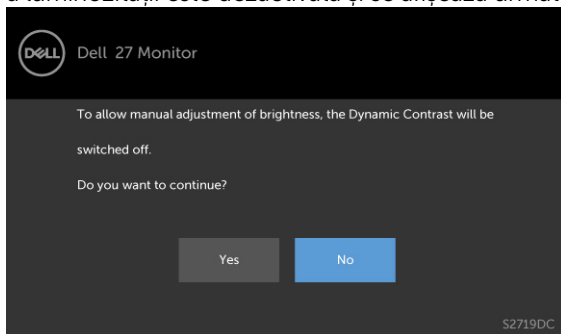 DELL Dell 27 Monitor
To allow manual adjustment of brightness, the Dynamic Contrast will be
switched off.
Do you want to continue?
Yes No
S2719DC